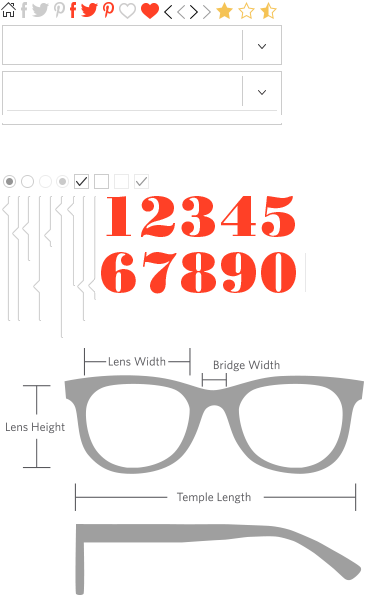 12345
67890
Lens Width
Bridge Width
Lens Height
Temple Length